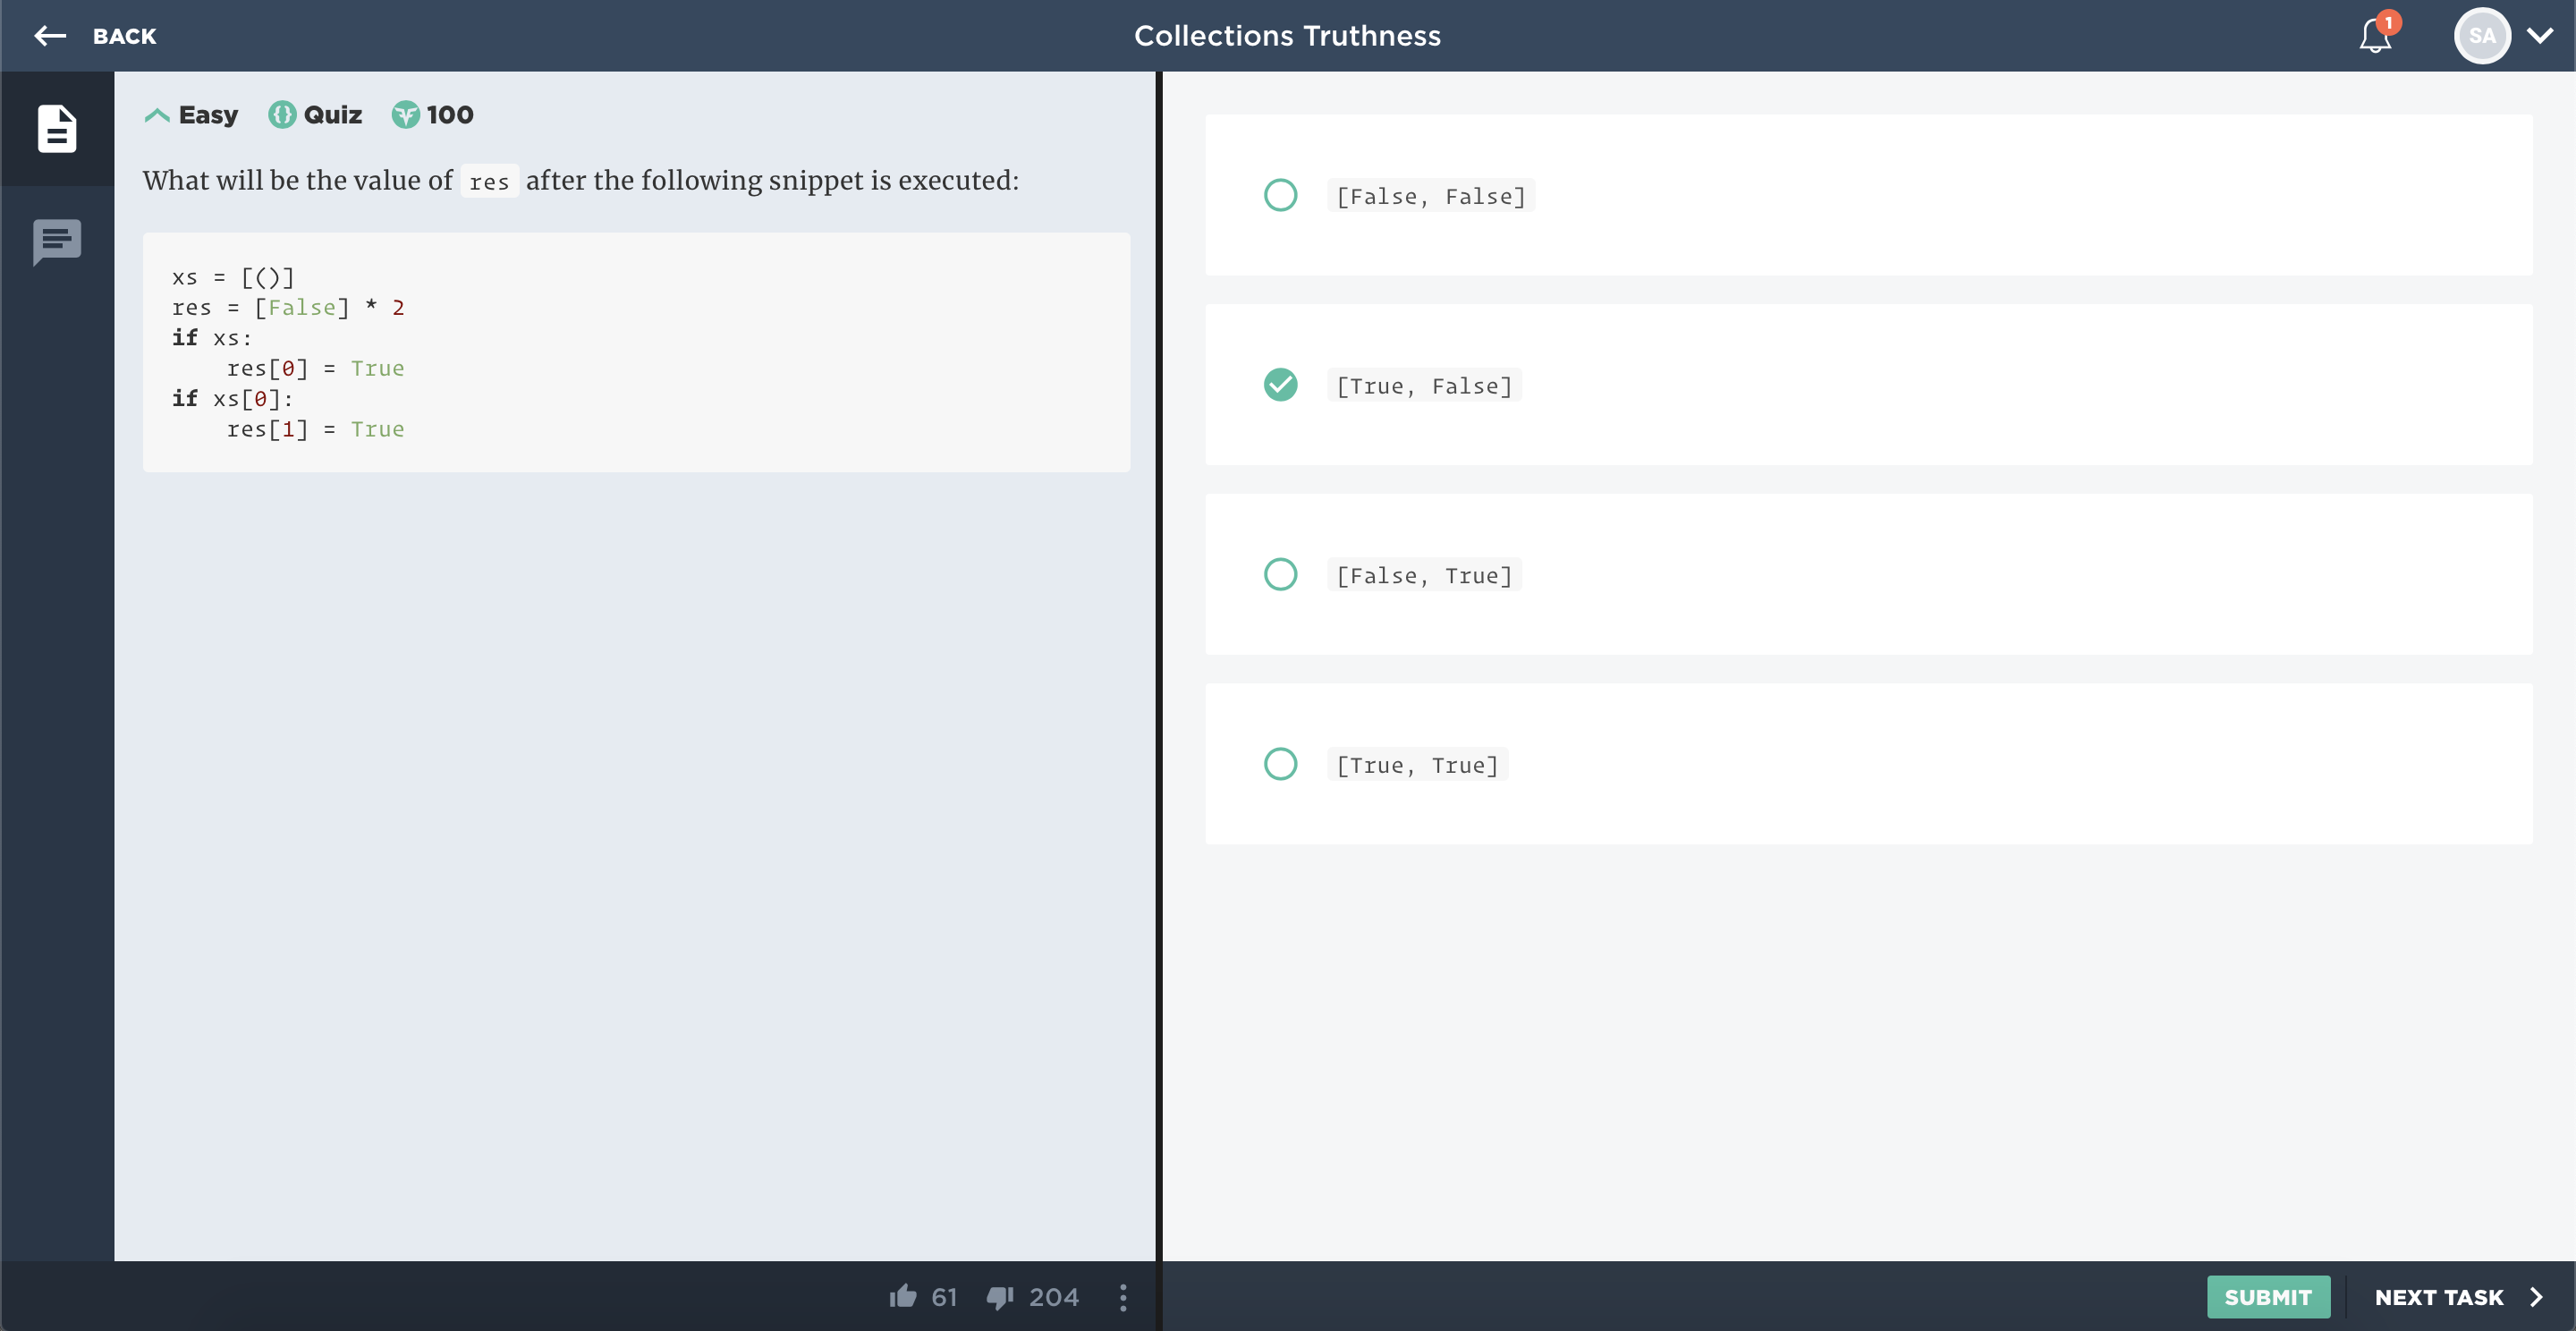 BACK
Collections Truthness
1
SA
Easy Quiz 100
What will be the value of res after the following snippet is executed:
xs = [()]
res = [False] * 2
if xs:
    res[0] = True
if xs[0]:
    res[1] = True
[False, False]
[True, False]
[False, True]
[True, True]
61 204
SUBMIT
NEXT TASK